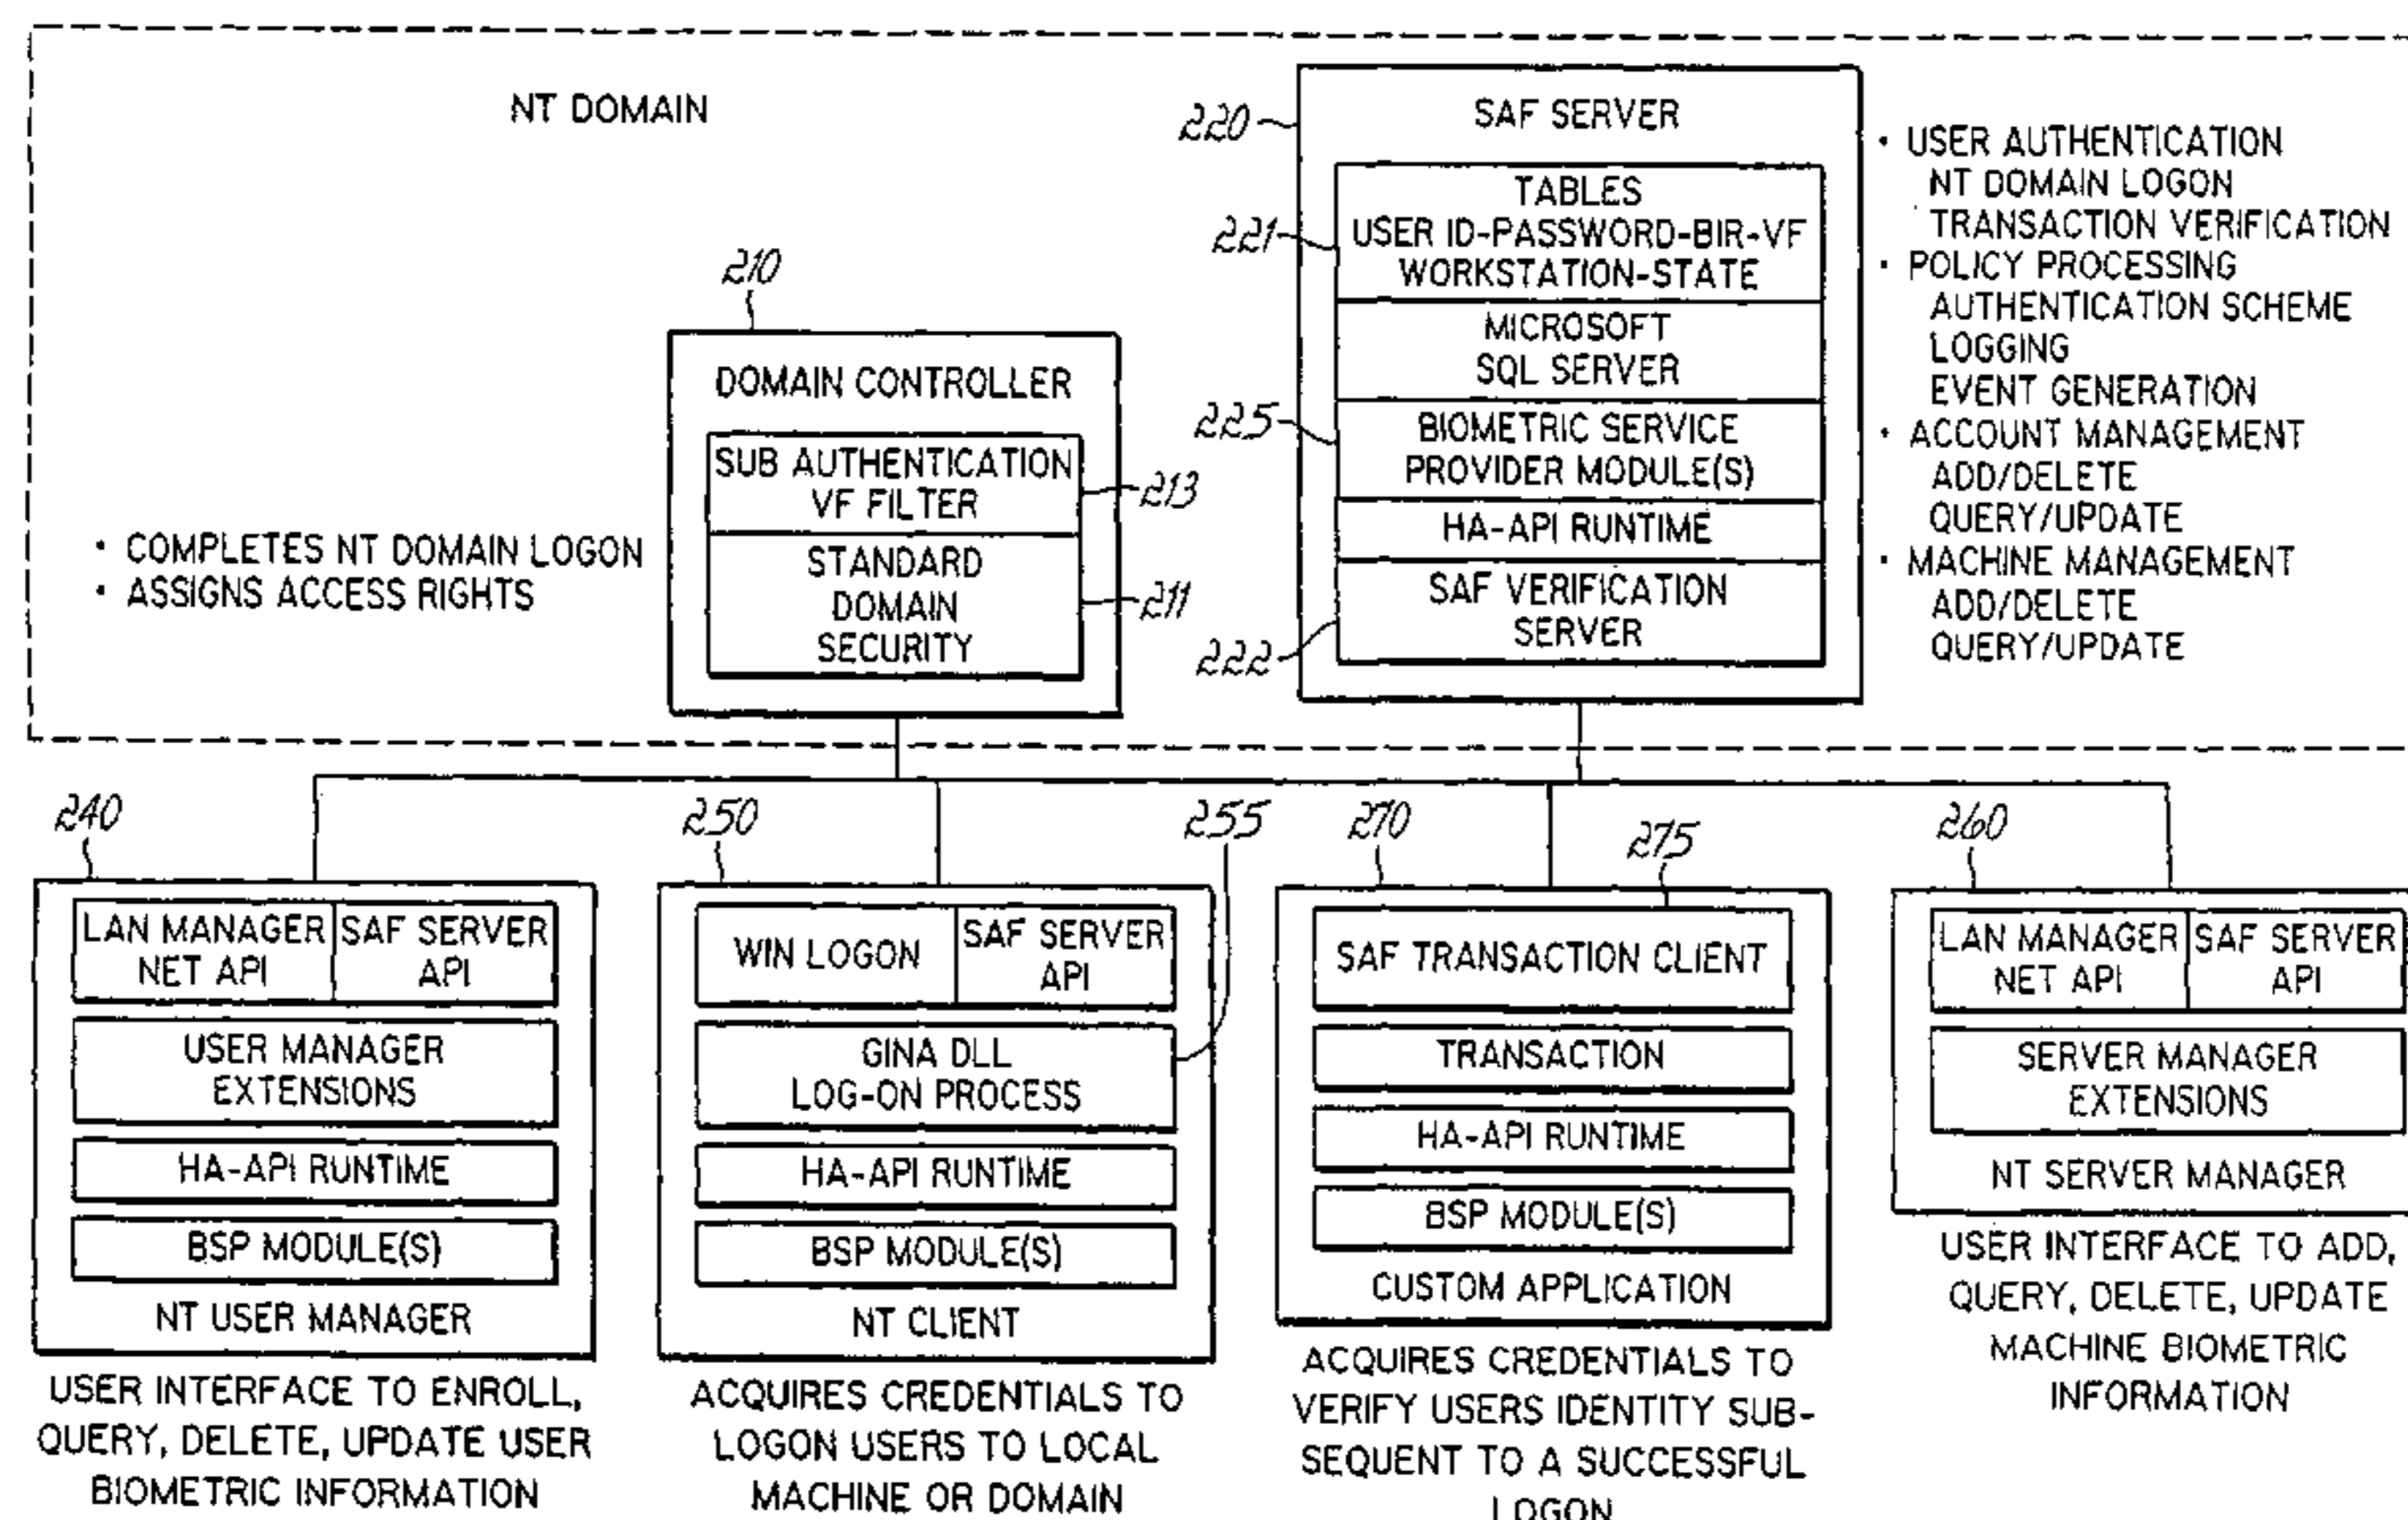 NT DOMAIN
220
SAF SERVER
221
TABLES
USER ID-PASSWORD-BIR-VF
WORKSTATION-STATE
MICROSOFT
SQL SERVER
225
BIOMETRIC SERVICE
PROVIDER MODULE(S)
HA-API RUNTIME
222
SAF VERIFICATION
SERVER
• USER AUTHENTICATION
NT DOMAIN LOGON
TRANSACTION VERIFICATION
• POLICY PROCESSING
AUTHENTICATION SCHEME
LOGGING
EVENT GENERATION
• ACCOUNT MANAGEMENT
ADD/DELETE
QUERY/UPDATE
• MACHINE MANAGEMENT
ADD/DELETE
QUERY/UPDATE
210
DOMAIN CONTROLLER
SUB AUTHENTICATION
VF FILTER
213
STANDARD
DOMAIN
SECURITY
211
• COMPLETES NT DOMAIN LOGON
• ASSIGNS ACCESS RIGHTS
240
LAN MANAGER
NET API
SAF SERVER
API
USER MANAGER
EXTENSIONS
HA-API RUNTIME
BSP MODULE(S)
NT USER MANAGER
USER INTERFACE TO ENROLL,
QUERY, DELETE, UPDATE USER
BIOMETRIC INFORMATION
250
255
WIN LOGON
SAF SERVER
API
GINA DLL
LOG-ON PROCESS
HA-API RUNTIME
BSP MODULE(S)
NT CLIENT
ACQUIRES CREDENTIALS TO
LOGON USERS TO LOCAL
MACHINE OR DOMAIN
270
275
SAF TRANSACTION CLIENT
TRANSACTION
HA-API RUNTIME
BSP MODULE(S)
CUSTOM APPLICATION
ACQUIRES CREDENTIALS TO
VERIFY USERS IDENTITY SUB-
SEQUENT TO A SUCCESSFUL
LOGON
260
LAN MANAGER
NET API
SAF SERVER
API
SERVER MANAGER
EXTENSIONS
NT SERVER MANAGER
USER INTERFACE TO ADD,
QUERY, DELETE, UPDATE
MACHINE BIOMETRIC
INFORMATION